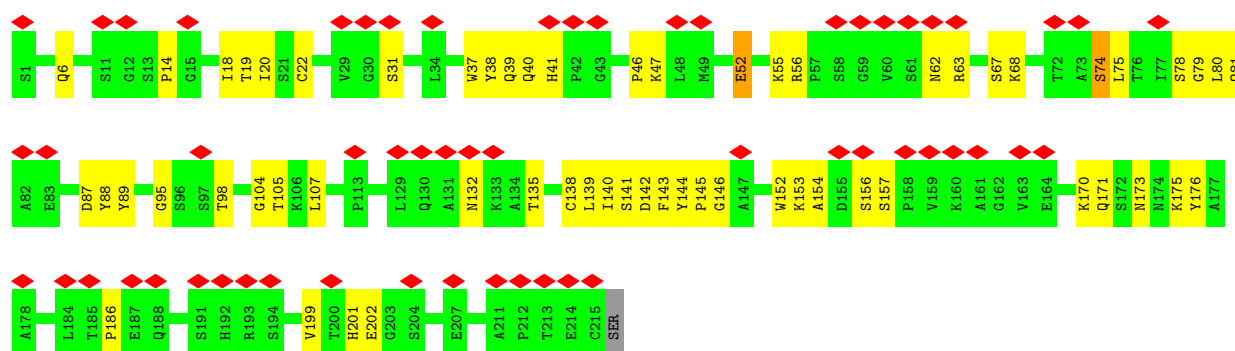 S1 Q6 S11 G12 S13 P14 G15 I18 T19 I20 S21 C22 V29 G30 S31 L34 W37 Y38 Q39 Q40 H41 P42 G43 P46 K47 L48 M49 E52 K55 R56 P57 S58 G59 V60 S61 N62 R63 S67 K68 T72 A73 S74 L75 T76 I77 S78 G79 L80
A82 E83 D87 Y88 Y89 G95 S96 S97 T98 G104 T105 K106 L107 P113 L129 Q130 A131 N132 K133 A134 T135 C138 L139 I140 S141 D142 F143 Y144 P145 G146 A147 W152 K153 A154 D155 S156 S157 P158 V159 K160 A161 G162 V163 E164 K170 Q171 S172 N173 N174 K175 Y176 A177
A178 L184 T185 P186 E187 Q188 S191 H192 R193 S194 V199 T200 H201 E202 G203 S204 E207 A211 P212 T213 E214 C215 SER